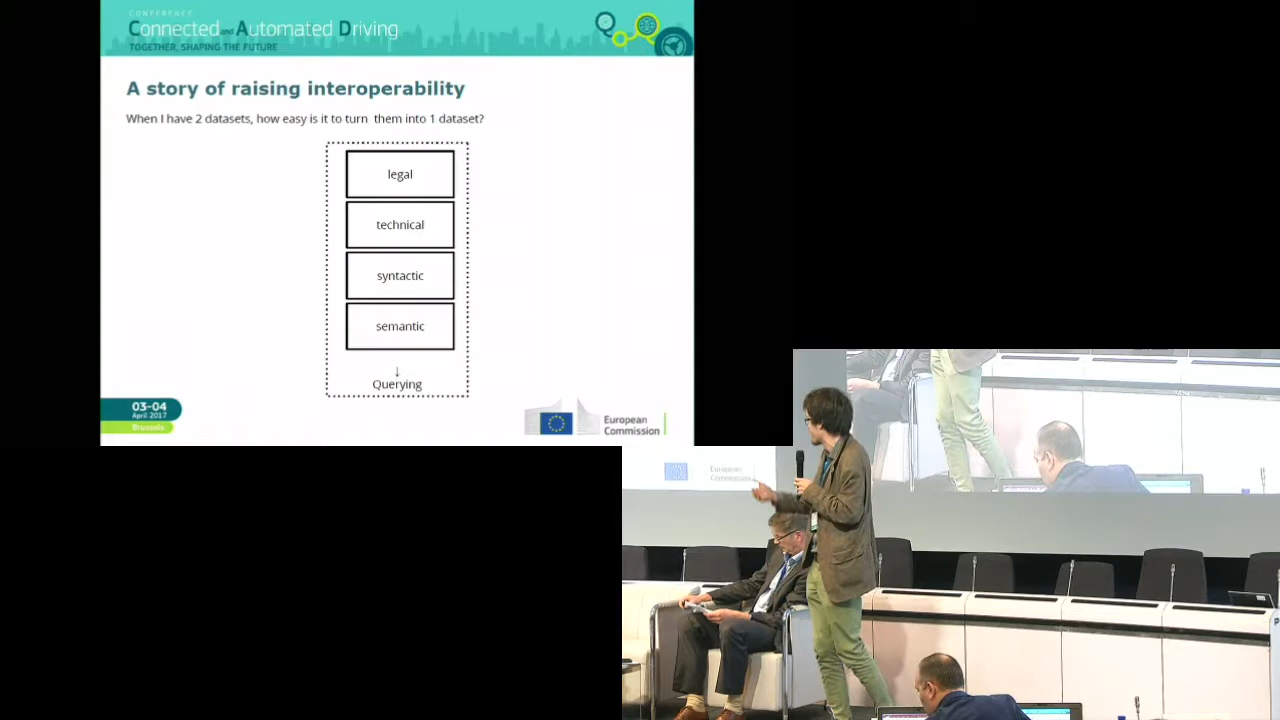 CONFERENCE
Connected and Automated Driving
TOGETHER, SHAPING THE FUTURE
A story of raising interoperability
When I have 2 datasets, how easy is it to turn them into 1 dataset?
legal
technical
syntactic
semantic
↓
Querying
03-04
April 2017
Brussels
European
Commission
European
Commission